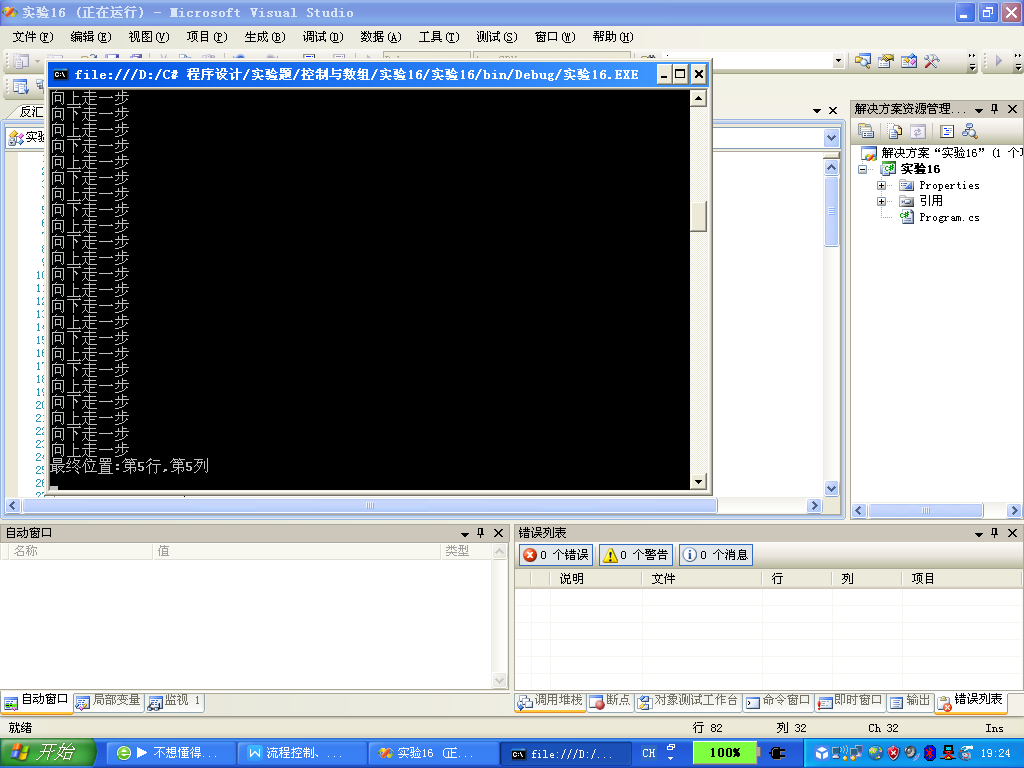 实验16 (正在运行) - Microsoft Visual Studio
文件(F) 编辑(E) 视图(V) 项目(P) 生成(B) 调试(D) 数据(A) 工具(T) 测试(S) 窗口(W) 帮助(H)
file:///D:/C# 程序设计/实验题/控制与数组/实验16/实验16/bin/Debug/实验16.EXE
向上走一步
向下走一步
向上走一步
向下走一步
向上走一步
向下走一步
向上走一步
向下走一步
向上走一步
向下走一步
向上走一步
向下走一步
向上走一步
向下走一步
向上走一步
向下走一步
向上走一步
向下走一步
向上走一步
向下走一步
向上走一步
向下走一步
向上走一步
最终位置:第5行,第5列
反汇
实验
解决方案资源管理...
解决方案“实验16”(1 个项
实验16
Properties
引用
Program.cs
自动窗口
名称 值 类型
错误列表
0 个错误 0 个警告 0 个消息
说明 文件 行 列 项目
自动窗口 局部变量 监视 1
调用堆栈 断点 对象测试工作台 命令窗口 即时窗口 输出 错误列表
就绪 行 82 列 32 Ch 32 Ins
开始 不想懂得... 流程控制、... 实验16 (正... file:///D:/... CH 100% 19:24